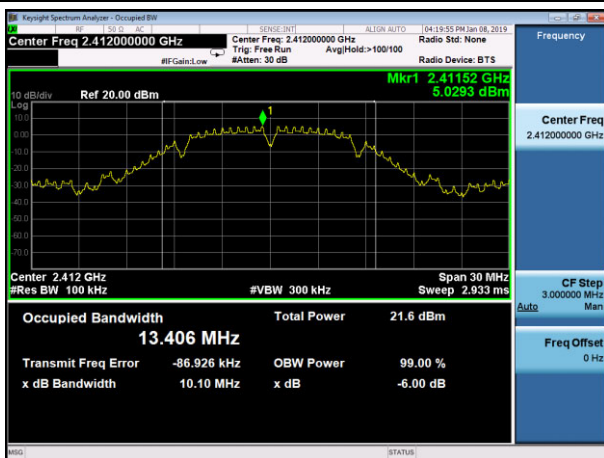 Keysight Spectrum Analyzer - Occupied BW
RF 50 Ω AC SENSE:INT ALIGN AUTO 04:19:55 PM Jan 08, 2019
Center Freq 2.412000000 GHz Center Freq: 2.412000000 GHz Radio Std: None
Trig: Free Run Avg|Hold:>100/100
#IFGain:Low #Atten: 30 dB Radio Device: BTS
Frequency
Mkr1 2.41152 GHz
10 dB/div Ref 20.00 dBm 5.0293 dBm
Log
10.0
0.00
-10.0
-20.0
-30.0
-40.0
-50.0
-60.0
-70.0
1
Center 2.412 GHz Span 30 MHz
#Res BW 100 kHz #VBW 300 kHz Sweep 2.933 ms
Occupied Bandwidth Total Power 21.6 dBm
13.406 MHz
Transmit Freq Error -86.926 kHz OBW Power 99.00 %
x dB Bandwidth 10.10 MHz x dB -6.00 dB
Center Freq
2.412000000 GHz
CF Step
3.000000 MHz
Auto Man
Freq Offset
0 Hz
MSG STATUS